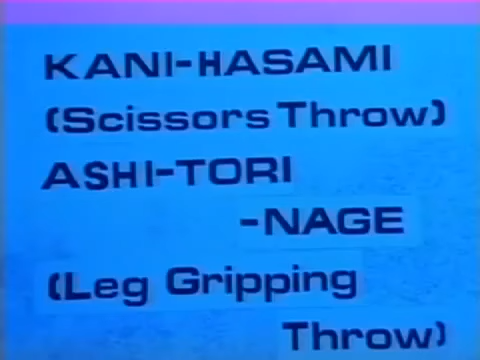 KANI-HASAMI
(Scissors Throw)
ASHI-TORI
-NAGE
(Leg Gripping
Throw)